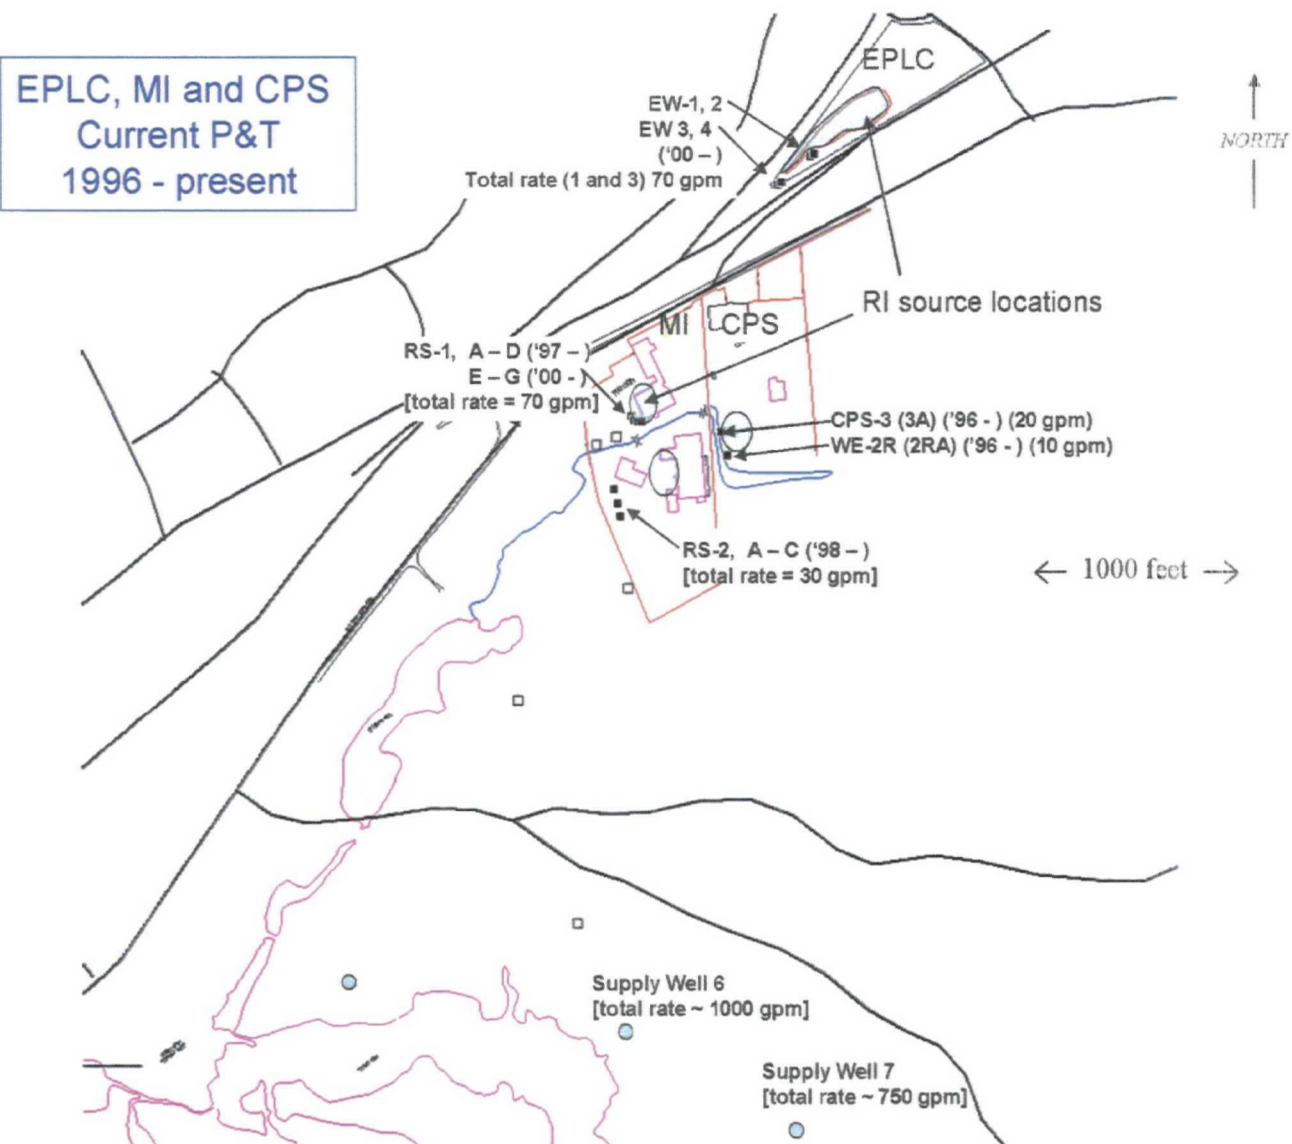 EPLC, MI and CPS
Current P&T
1996 - present
EPLC
EW-1, 2
EW 3, 4
('00 – )
Total rate (1 and 3) 70 gpm
NORTH
RI source locations
MI
CPS
RS-1, A – D ('97 – )
E – G ('00 - )
[total rate = 70 gpm]
CPS-3 (3A) ('96 - ) (20 gpm)
WE-2R (2RA) ('96 - ) (10 gpm)
RS-2, A – C ('98 – )
[total rate = 30 gpm]
1000 feet
Supply Well 6
[total rate ~ 1000 gpm]
Supply Well 7
[total rate ~ 750 gpm]